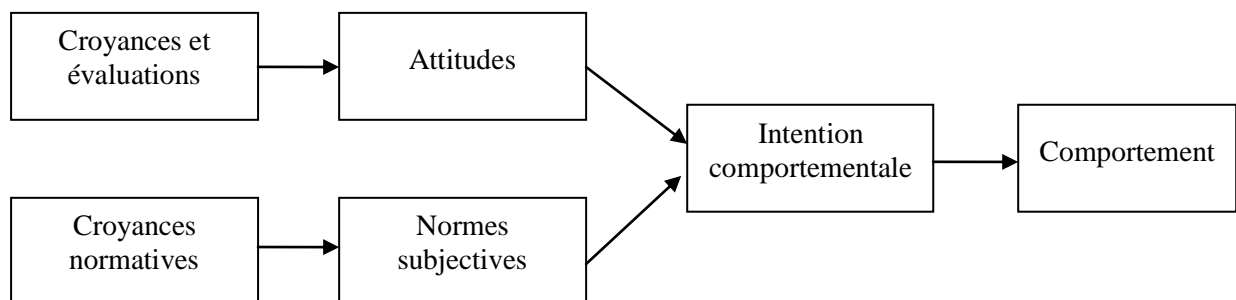 Croyances et
évaluations
Attitudes
Intention
comportementale
Comportement
Croyances
normatives
Normes
subjectives